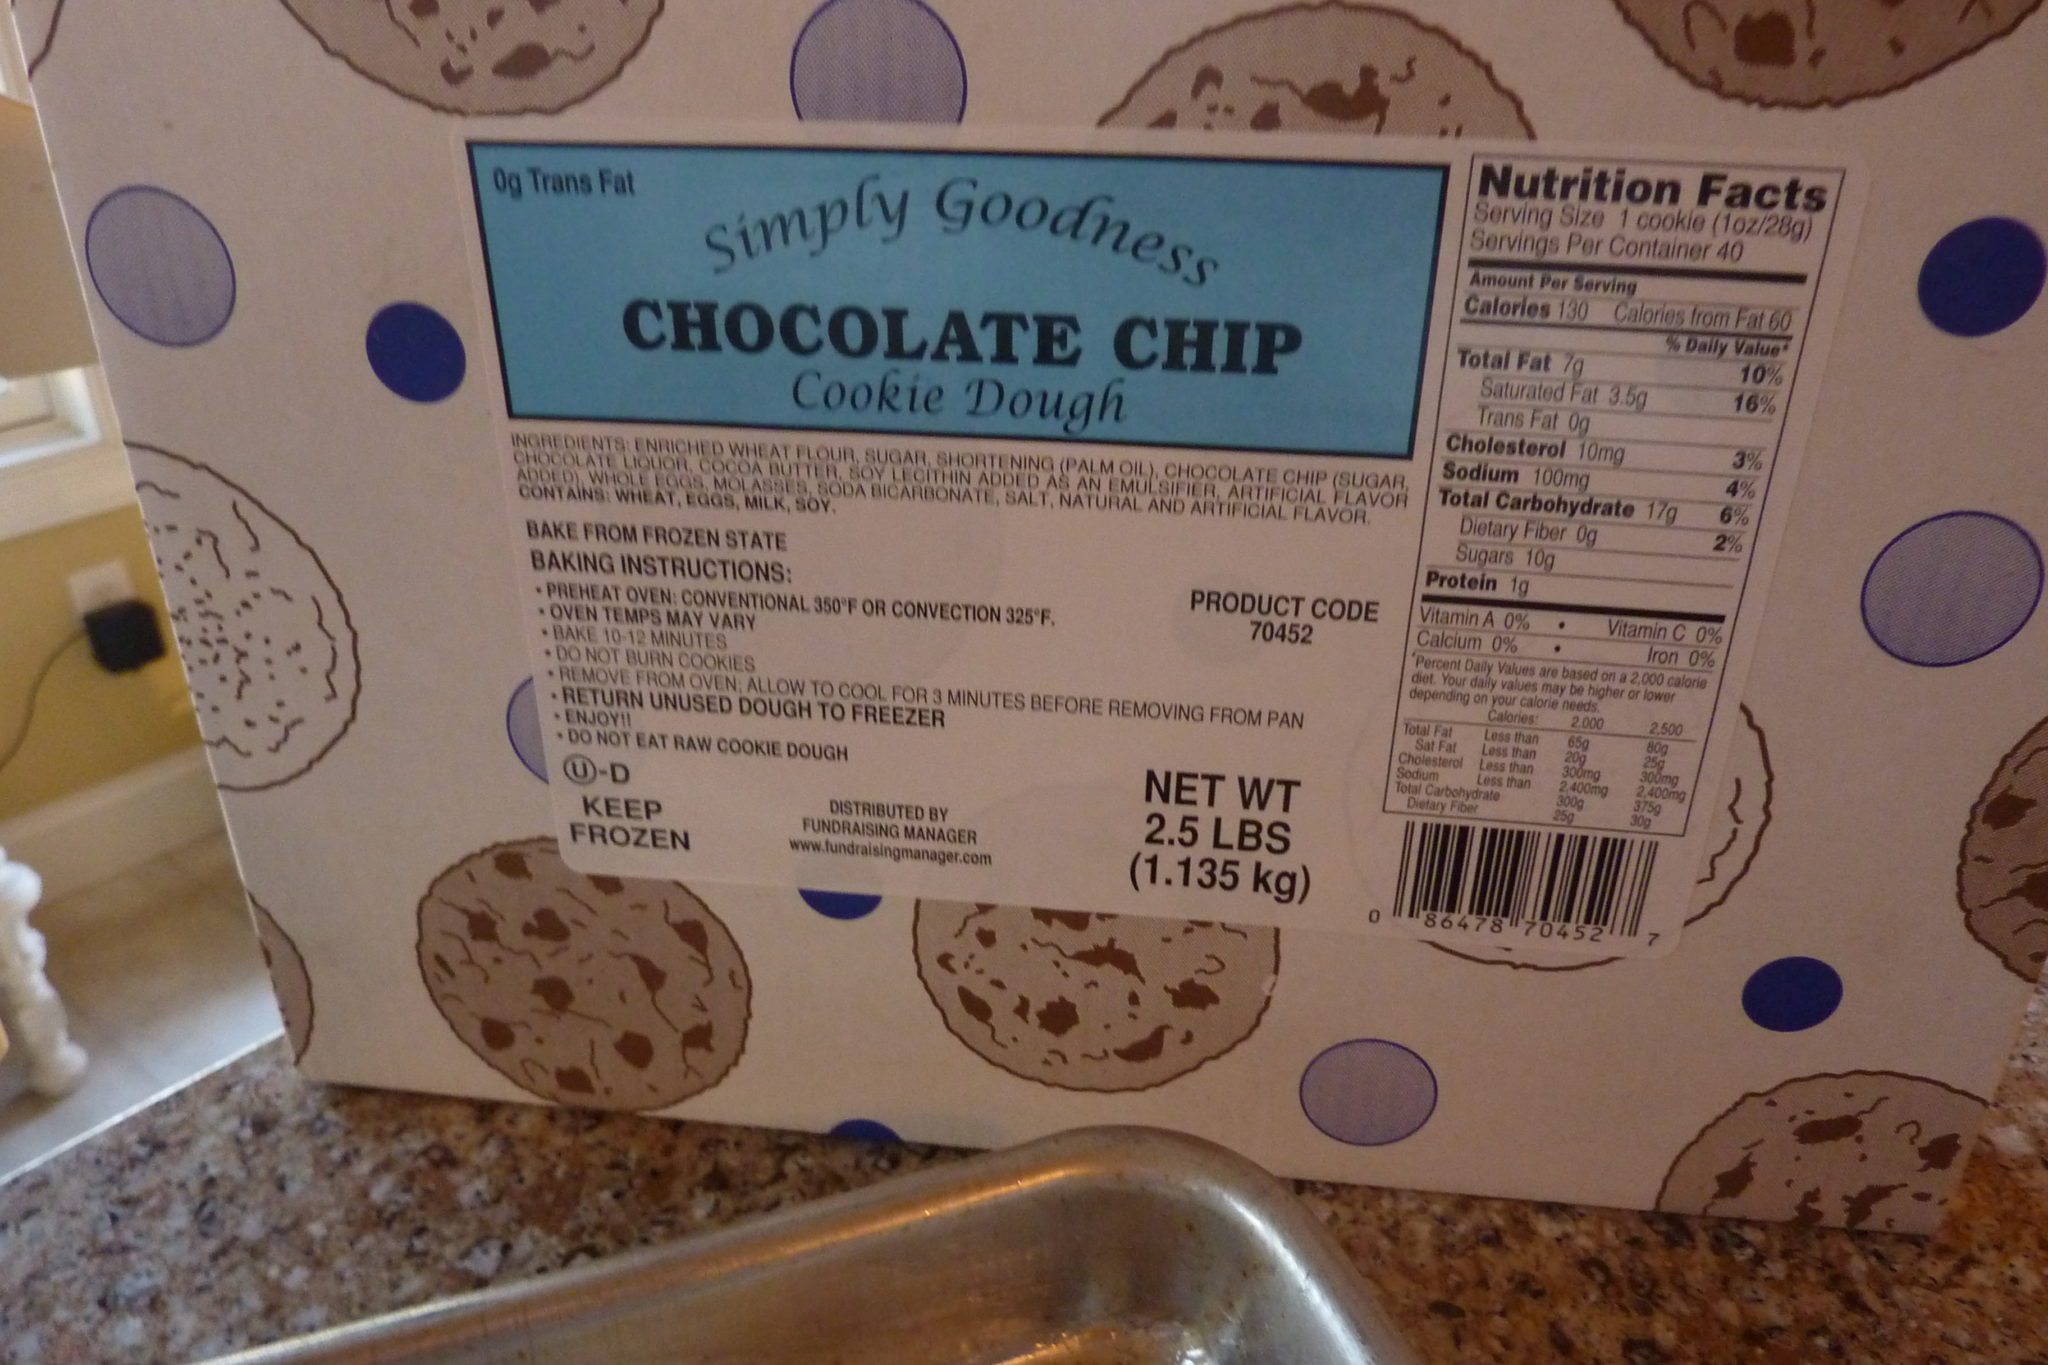 0g Trans Fat
Simply Goodness
CHOCOLATE CHIP
Cookie Dough
INGREDIENTS: ENRICHED WHEAT FLOUR, SUGAR, SHORTENING (PALM OIL), CHOCOLATE CHIP (SUGAR,
CHOCOLATE LIQUOR, COCOA BUTTER, SOY LECITHIN ADDED AS AN EMULSIFIER, ARTIFICIAL FLAVOR
ADDED), WHOLE EGGS, MOLASSES, SODA BICARBONATE, SALT, NATURAL AND ARTIFICIAL FLAVOR.
CONTAINS: WHEAT, EGGS, MILK, SOY.
BAKE FROM FROZEN STATE
BAKING INSTRUCTIONS:
• PREHEAT OVEN: CONVENTIONAL 350°F OR CONVECTION 325°F.
• OVEN TEMPS MAY VARY
• BAKE 10-12 MINUTES
• DO NOT BURN COOKIES
• REMOVE FROM OVEN; ALLOW TO COOL FOR 3 MINUTES BEFORE REMOVING FROM PAN
• RETURN UNUSED DOUGH TO FREEZER
• ENJOY!!
• DO NOT EAT RAW COOKIE DOUGH
PRODUCT CODE
70452
Ⓤ-D
KEEP
FROZEN
DISTRIBUTED BY
FUNDRAISING MANAGER
www.fundraisingmanager.com
NET WT
2.5 LBS
(1.135 kg)
Nutrition Facts
Serving Size 1 cookie (1oz/28g)
Servings Per Container 40
Amount Per Serving
Calories 130 Calories from Fat 60
% Daily Value*
Total Fat 7g 10%
Saturated Fat 3.5g 16%
Trans Fat 0g
Cholesterol 10mg 3%
Sodium 100mg 4%
Total Carbohydrate 17g 6%
Dietary Fiber 0g 2%
Sugars 10g
Protein 1g
Vitamin A 0% • Vitamin C 0%
Calcium 0% • Iron 0%
*Percent Daily Values are based on a 2,000 calorie
diet. Your daily values may be higher or lower
depending on your calorie needs.
Calories: 2,000 2,500
Total Fat Less than 65g 80g
Sat Fat Less than 20g 25g
Cholesterol Less than 300mg 300mg
Sodium Less than 2,400mg 2,400mg
Total Carbohydrate 300g 375g
Dietary Fiber 25g 30g
0 86478 70452 7